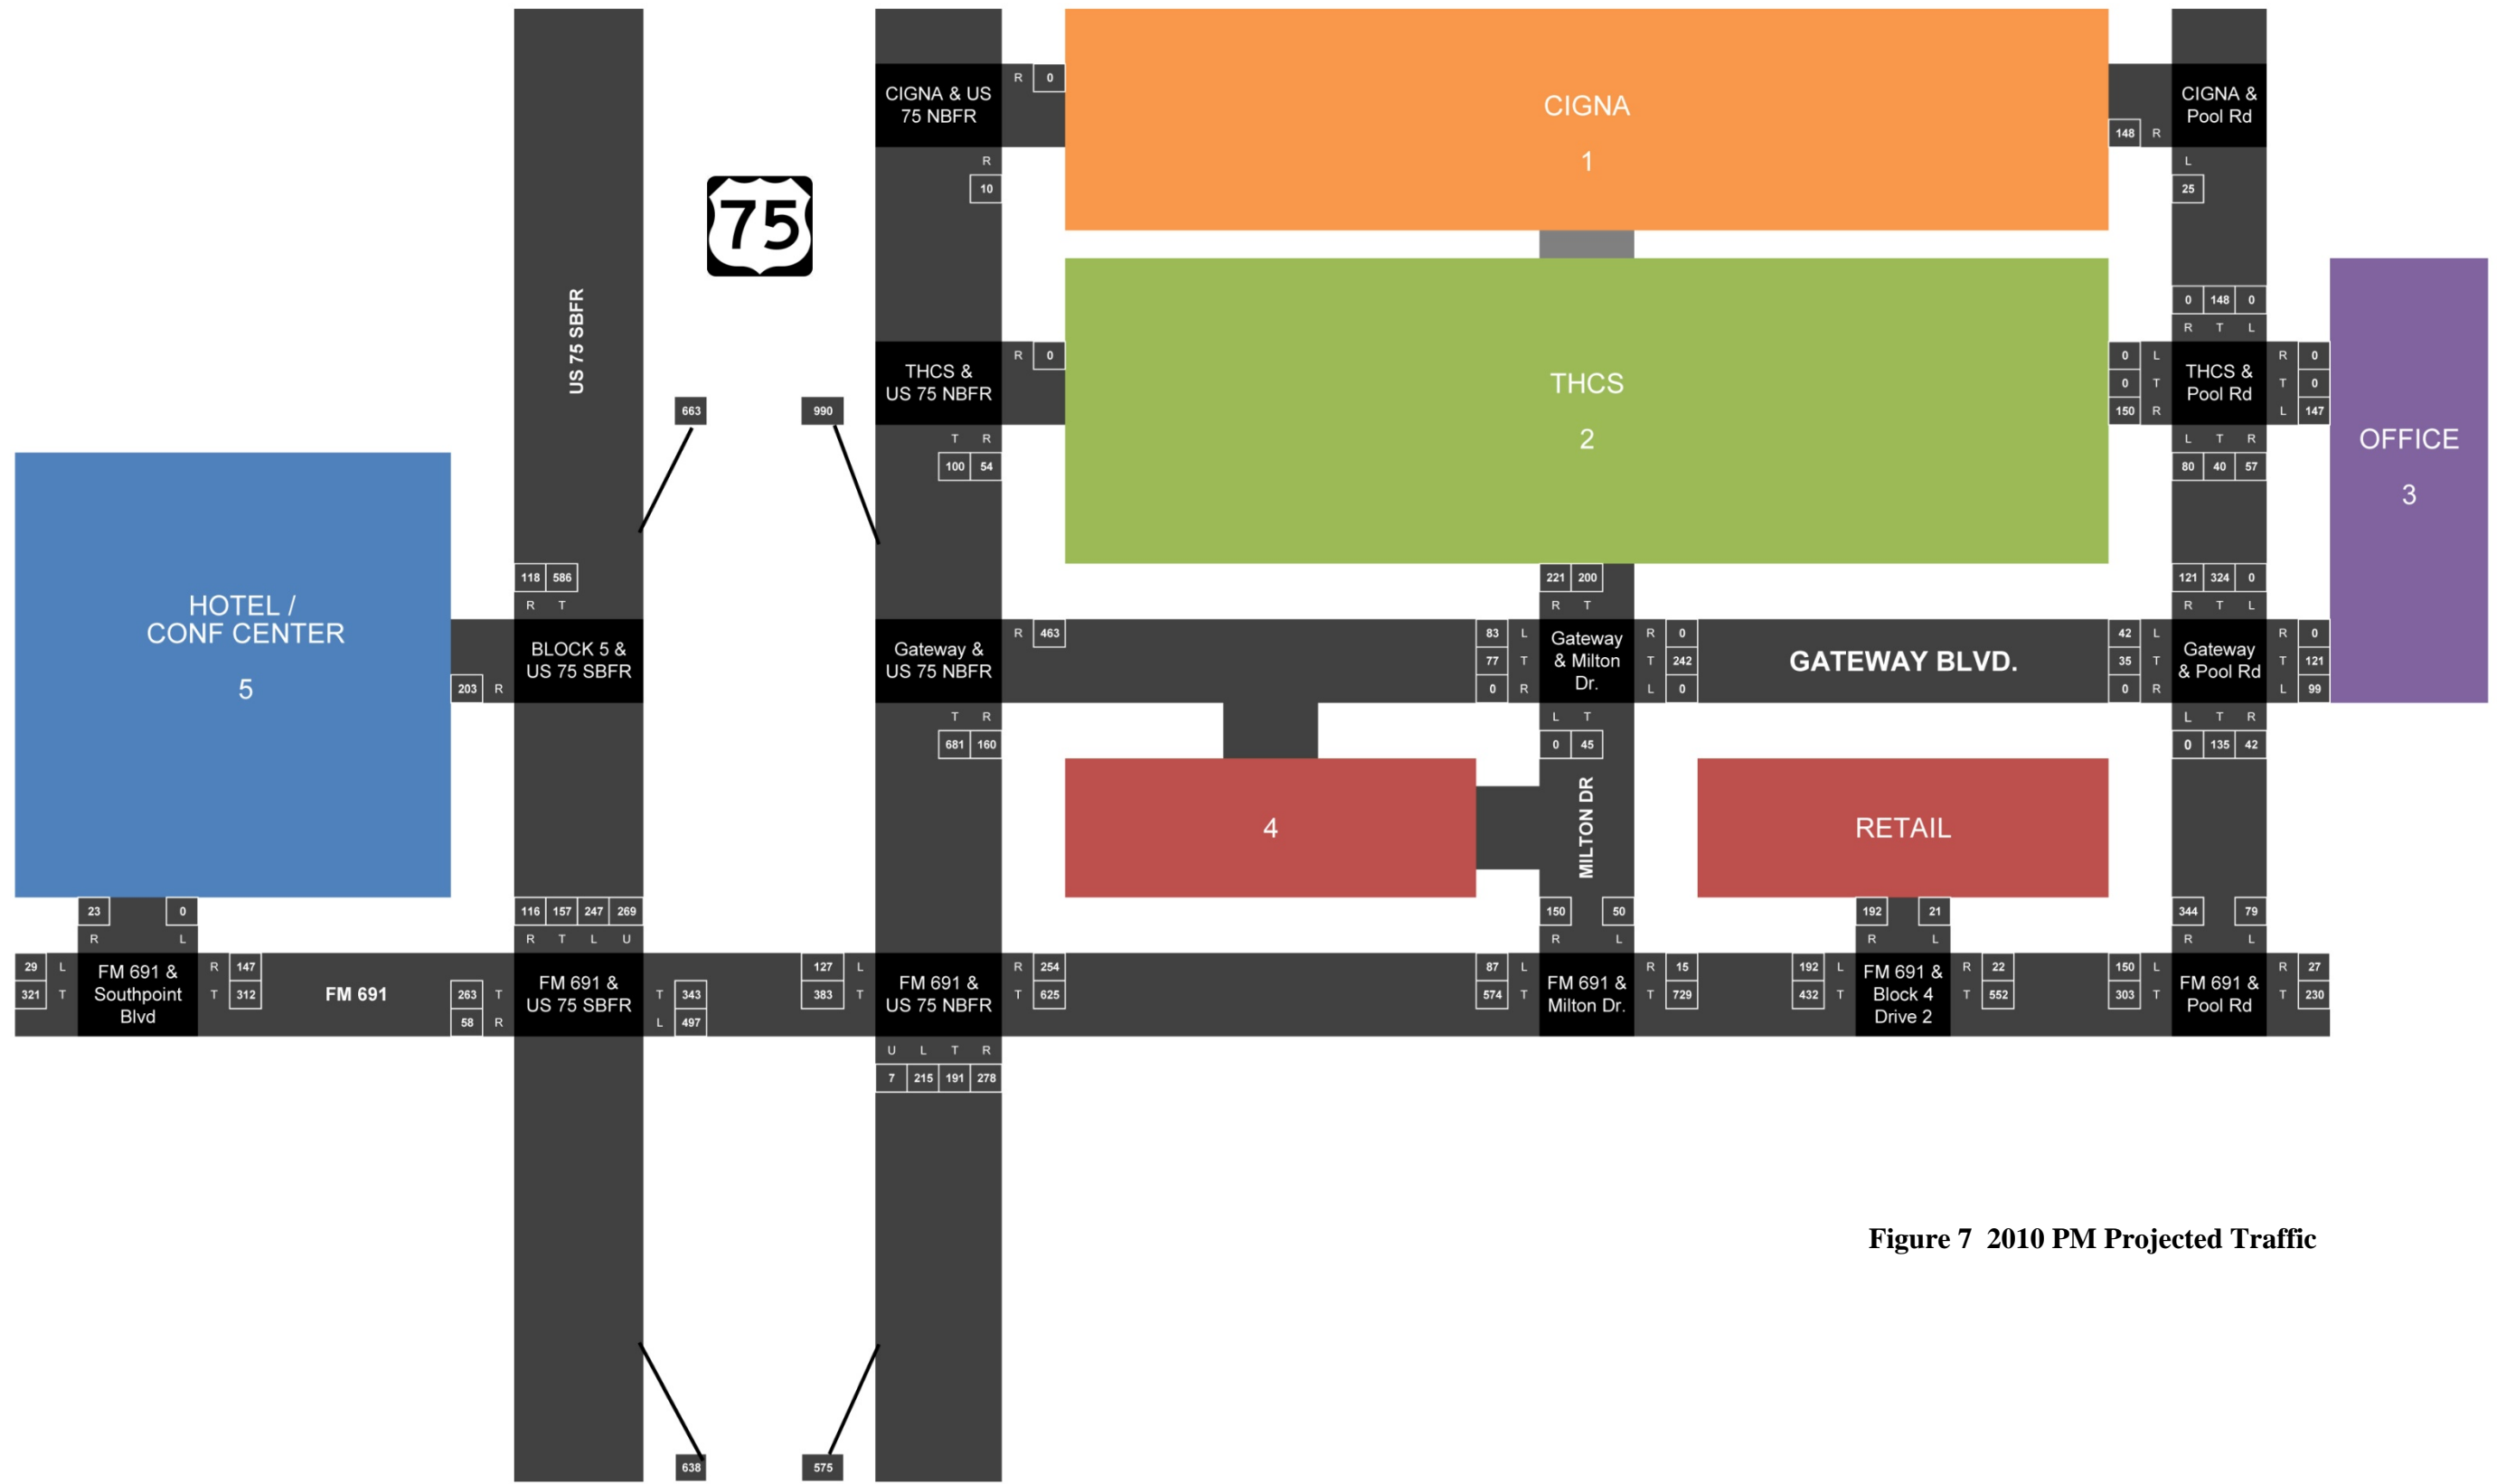 CIGNA & US
75 NBFR
R 0
CIGNA
1
CIGNA &
Pool Rd
148 R
R
10
L
25
75
US 75 SBFR
0 148 0
R T L
THCS &
US 75 NBFR
R 0
THCS
2
0 L
0 T
150 R
THCS &
Pool Rd
R 0
T 0
L 147
663
990
T R
100 54
L T R
80 40 57
OFFICE
3
HOTEL /
CONF CENTER
5
118 586
R T
221 200
R T
121 324 0
R T L
BLOCK 5 &
US 75 SBFR
203 R
Gateway &
US 75 NBFR
R 463
83 L
77 T
0 R
Gateway
& Milton
Dr.
R 0
T 242
L 0
GATEWAY BLVD.
42 L
35 T
0 R
Gateway
& Pool Rd
R 0
T 121
L 99
T R
681 160
L T
0 45
L T R
0 135 42
4
MILTON DR
RETAIL
23 0
R L
116 157 247 269
R T L U
150 50
R L
192 21
R L
344 79
R L
29 L
321 T
FM 691 &
Southpoint
Blvd
R 147
T 312
FM 691
263 T
58 R
FM 691 &
US 75 SBFR
T 343
L 497
127 L
383 T
FM 691 &
US 75 NBFR
R 254
T 625
87 L
574 T
FM 691 &
Milton Dr.
R 15
T 729
192 L
432 T
FM 691 &
Block 4
Drive 2
R 22
T 552
150 L
303 T
FM 691 &
Pool Rd
R 27
T 230
U L T R
7 215 191 278
Figure 7 2010 PM Projected Traffic
638
575